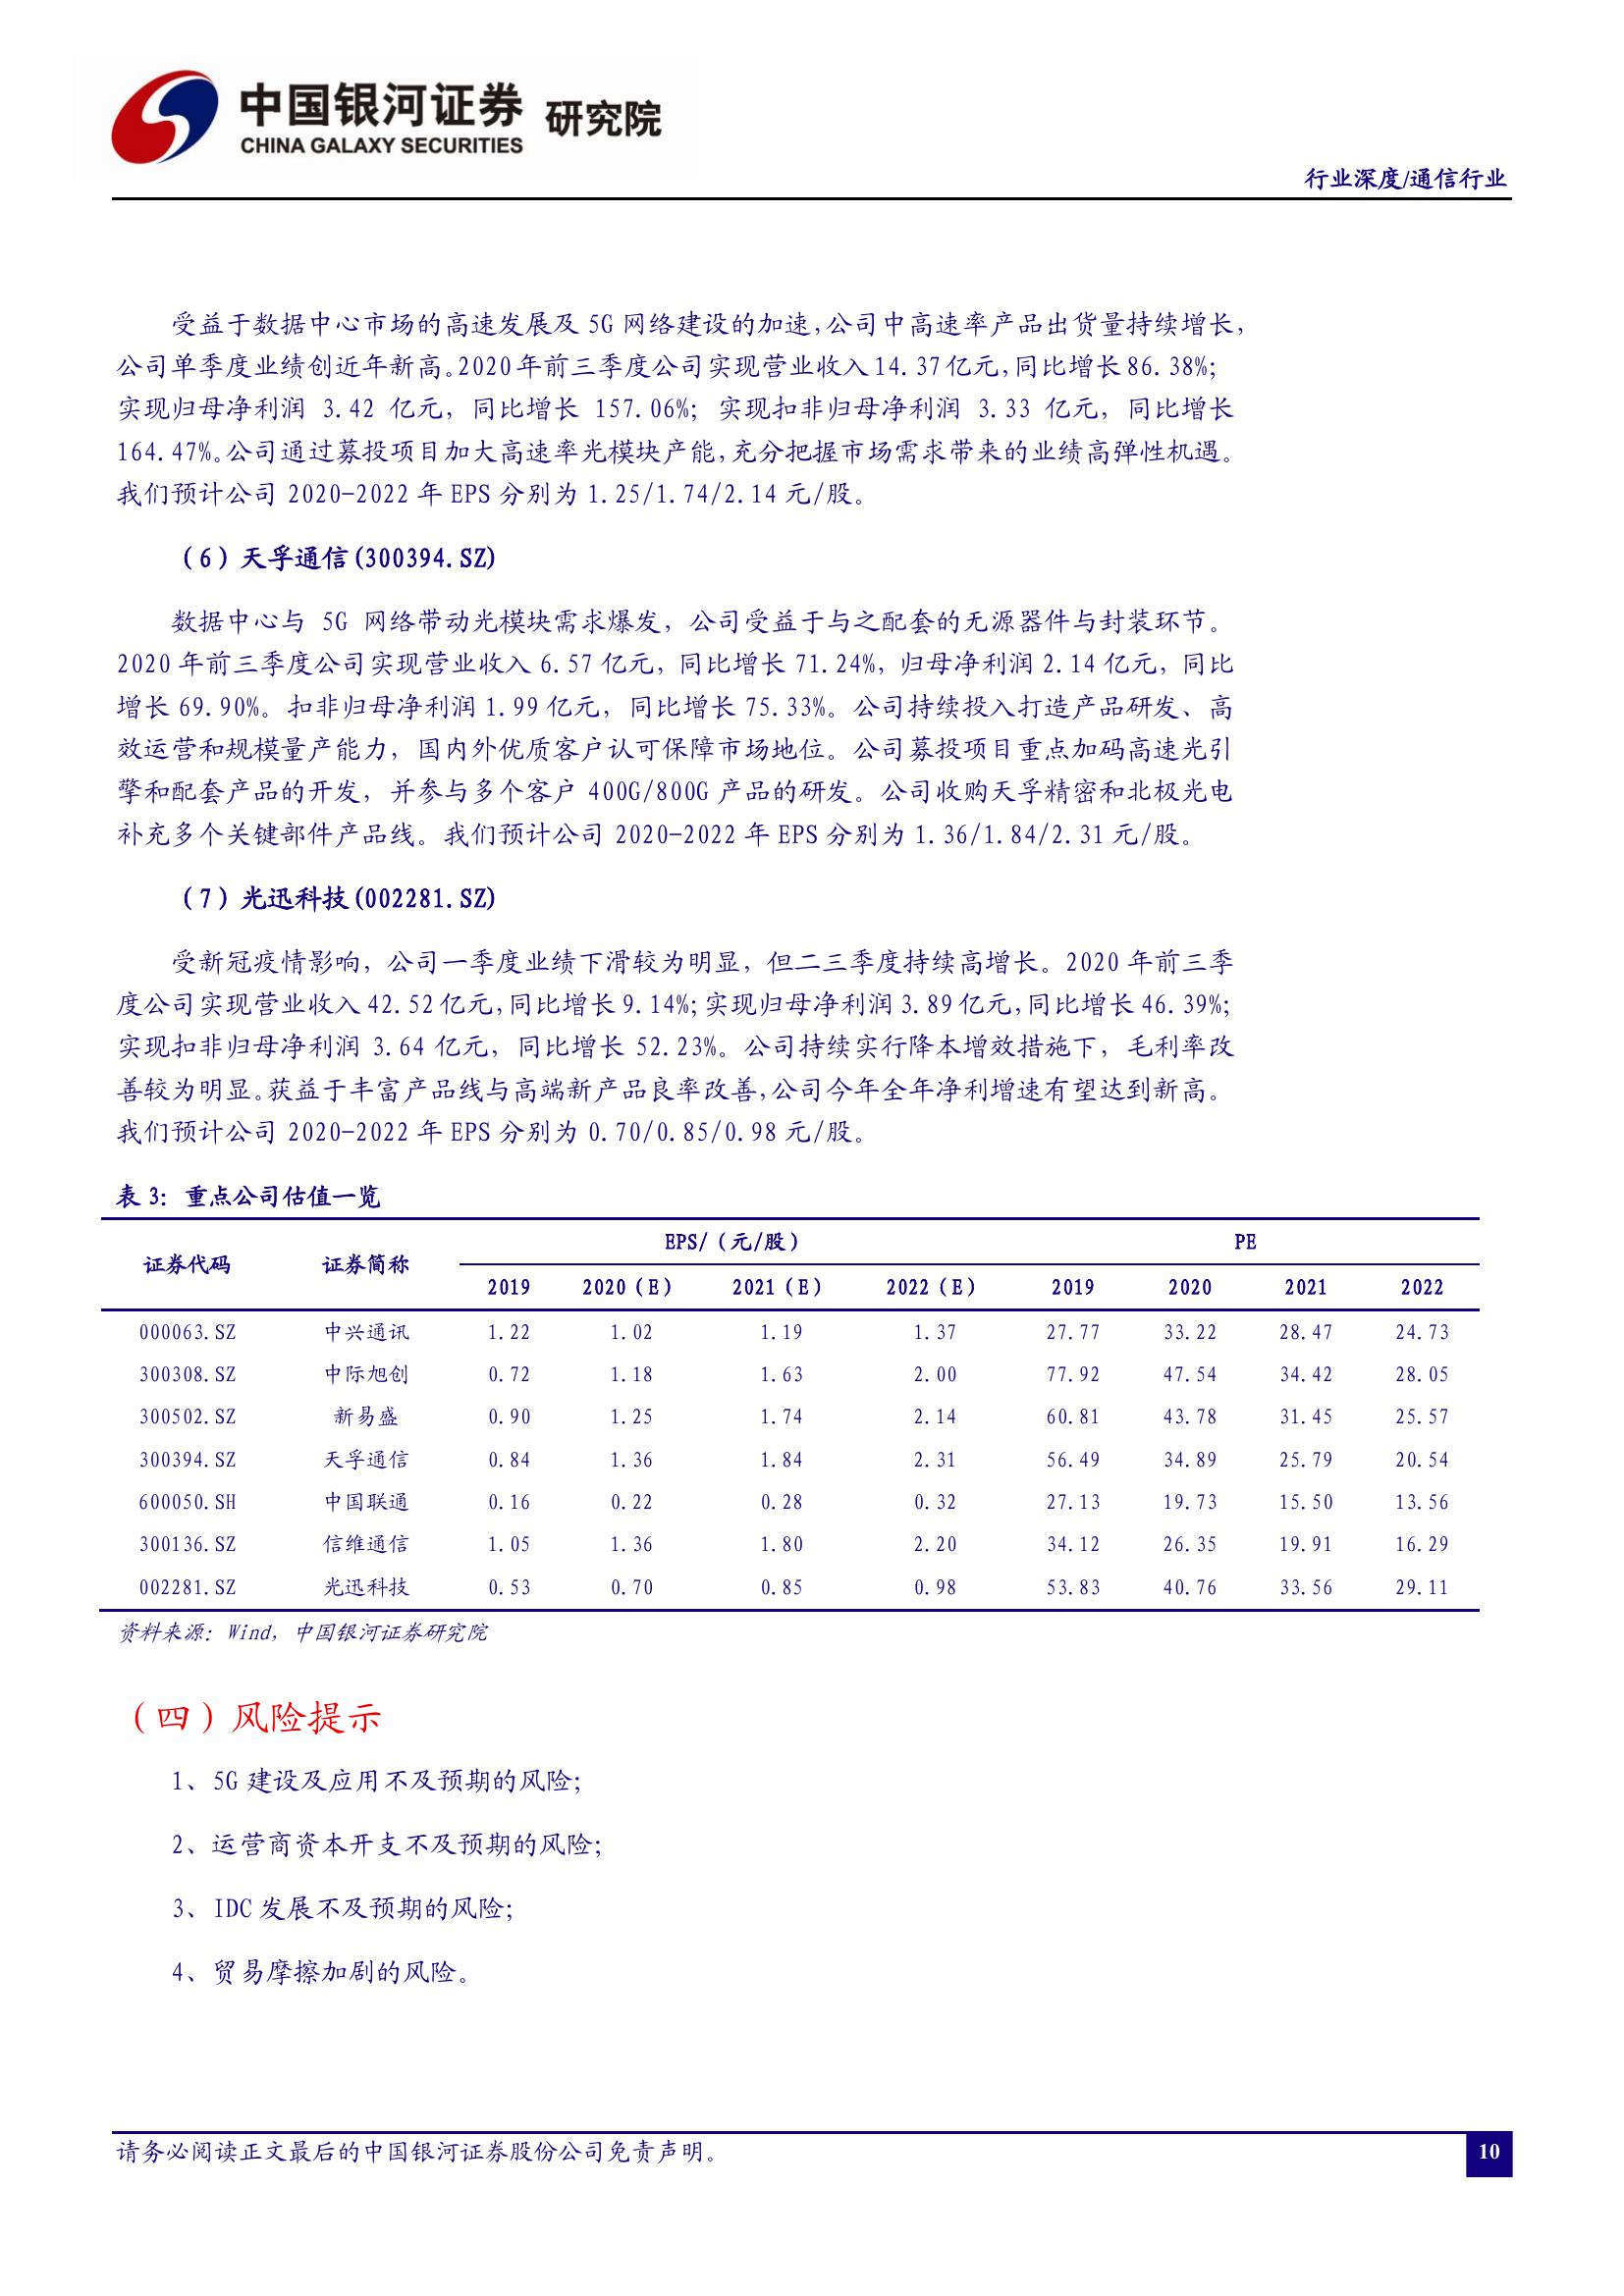 中国银河证券 研究院
CHINA GALAXY SECURITIES
行业深度/通信行业
受益于数据中心市场的高速发展及 5G 网络建设的加速，公司中高速率产品出货量持续增长，
公司单季度业绩创近年新高。2020 年前三季度公司实现营业收入 14.37 亿元，同比增长 86.38%；
实现归母净利润 3.42 亿元，同比增长 157.06%；实现扣非归母净利润 3.33 亿元，同比增长
164.47%。公司通过募投项目加大高速率光模块产能，充分把握市场需求带来的业绩高弹性机遇。
我们预计公司 2020-2022 年 EPS 分别为 1.25/1.74/2.14 元/股。
（6）天孚通信(300394.SZ)
数据中心与 5G 网络带动光模块需求爆发，公司受益于与之配套的无源器件与封装环节。
2020 年前三季度公司实现营业收入 6.57 亿元，同比增长 71.24%，归母净利润 2.14 亿元，同比
增长 69.90%。扣非归母净利润 1.99 亿元，同比增长 75.33%。公司持续投入打造产品研发、高
效运营和规模量产能力，国内外优质客户认可保障市场地位。公司募投项目重点加码高速光引
擎和配套产品的开发，并参与多个客户 400G/800G 产品的研发。公司收购天孚精密和北极光电
补充多个关键部件产品线。我们预计公司 2020-2022 年 EPS 分别为 1.36/1.84/2.31 元/股。
（7）光迅科技(002281.SZ)
受新冠疫情影响，公司一季度业绩下滑较为明显，但二三季度持续高增长。2020 年前三季
度公司实现营业收入 42.52 亿元，同比增长 9.14%；实现归母净利润 3.89 亿元，同比增长 46.39%；
实现扣非归母净利润 3.64 亿元，同比增长 52.23%。公司持续实行降本增效措施下，毛利率改
善较为明显。获益于丰富产品线与高端新产品良率改善，公司今年全年净利增速有望达到新高。
我们预计公司 2020-2022 年 EPS 分别为 0.70/0.85/0.98 元/股。
表 3：重点公司估值一览
证券代码 证券简称 EPS/（元/股） PE
2019 2020（E） 2021（E） 2022（E） 2019 2020 2021 2022
000063.SZ 中兴通讯 1.22 1.02 1.19 1.37 27.77 33.22 28.47 24.73
300308.SZ 中际旭创 0.72 1.18 1.63 2.00 77.92 47.54 34.42 28.05
300502.SZ 新易盛 0.90 1.25 1.74 2.14 60.81 43.78 31.45 25.57
300394.SZ 天孚通信 0.84 1.36 1.84 2.31 56.49 34.89 25.79 20.54
600050.SH 中国联通 0.16 0.22 0.28 0.32 27.13 19.73 15.50 13.56
300136.SZ 信维通信 1.05 1.36 1.80 2.20 34.12 26.35 19.91 16.29
002281.SZ 光迅科技 0.53 0.70 0.85 0.98 53.83 40.76 33.56 29.11
资料来源：Wind，中国银河证券研究院
（四）风险提示
1、5G 建设及应用不及预期的风险；
2、运营商资本开支不及预期的风险；
3、IDC 发展不及预期的风险；
4、贸易摩擦加剧的风险。
请务必阅读正文最后的中国银河证券股份公司免责声明。
10